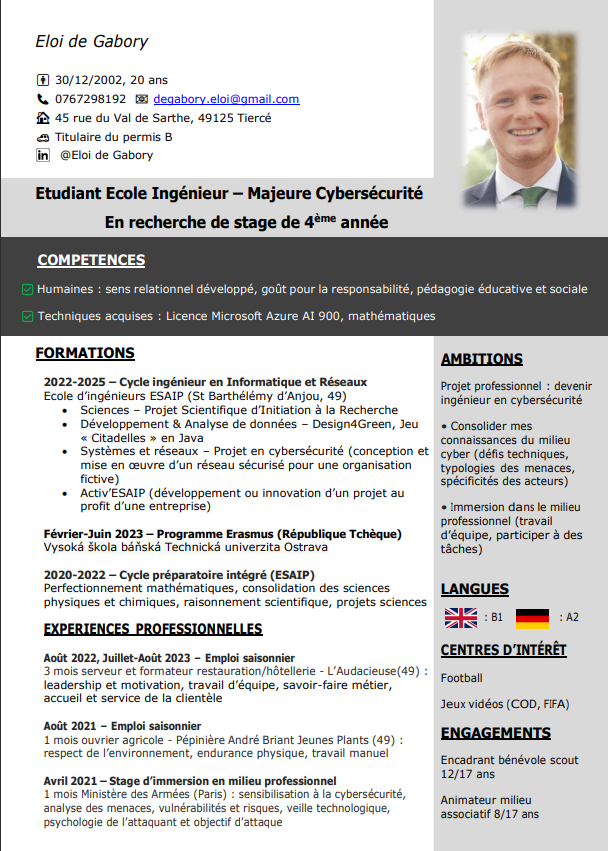 Eloi de Gabory
30/12/2002, 20 ans
0767298192 degabory.eloi@gmail.com
45 rue du Val de Sarthe, 49125 Tiercé
Titulaire du permis B
in @Eloi de Gabory
Etudiant Ecole Ingénieur – Majeure Cybersécurité
En recherche de stage de 4ème année
COMPETENCES
Humaines : sens relationnel développé, goût pour la responsabilité, pédagogie éducative et sociale
Techniques acquises : Licence Microsoft Azure AI 900, mathématiques
FORMATIONS
2022-2025 – Cycle ingénieur en Informatique et Réseaux
Ecole d’ingénieurs ESAIP (St Barthélémy d’Anjou, 49)
• Sciences – Projet Scientifique d’Initiation à la Recherche
• Développement & Analyse de données – Design4Green, Jeu
« Citadelles » en Java
• Systèmes et réseaux – Projet en cybersécurité (conception et
mise en œuvre d’un réseau sécurisé pour une organisation
fictive)
• Activ’ESAIP (développement ou innovation d’un projet au
profit d’une entreprise)
Février-Juin 2023 – Programme Erasmus (République Tchèque)
Vysoká škola báňská Technická univerzita Ostrava
2020-2022 – Cycle préparatoire intégré (ESAIP)
Perfectionnement mathématiques, consolidation des sciences
physiques et chimiques, raisonnement scientifique, projets sciences
EXPERIENCES PROFESSIONNELLES
Août 2022, Juillet-Août 2023 – Emploi saisonnier
3 mois serveur et formateur restauration/hôtellerie - L’Audacieuse(49) :
leadership et motivation, travail d’équipe, savoir-faire métier,
accueil et service de la clientèle
Août 2021 – Emploi saisonnier
1 mois ouvrier agricole - Pépinière André Briant Jeunes Plants (49) :
respect de l’environnement, endurance physique, travail manuel
Avril 2021 – Stage d’immersion en milieu professionnel
1 mois Ministère des Armées (Paris) : sensibilisation à la cybersécurité,
analyse des menaces, vulnérabilités et risques, veille technologique,
psychologie de l’attaquant et objectif d’attaque
AMBITIONS
Projet professionnel : devenir
ingénieur en cybersécurité
• Consolider mes
connaissances du milieu
cyber (défis techniques,
typologies des menaces,
spécificités des acteurs)
• Immersion dans le milieu
professionnel (travail
d’équipe, participer à des
tâches)
LANGUES
: B1 : A2
CENTRES D’INTÉRÊT
Football
Jeux vidéos (COD, FIFA)
ENGAGEMENTS
Encadrant bénévole scout
12/17 ans
Animateur milieu
associatif 8/17 ans